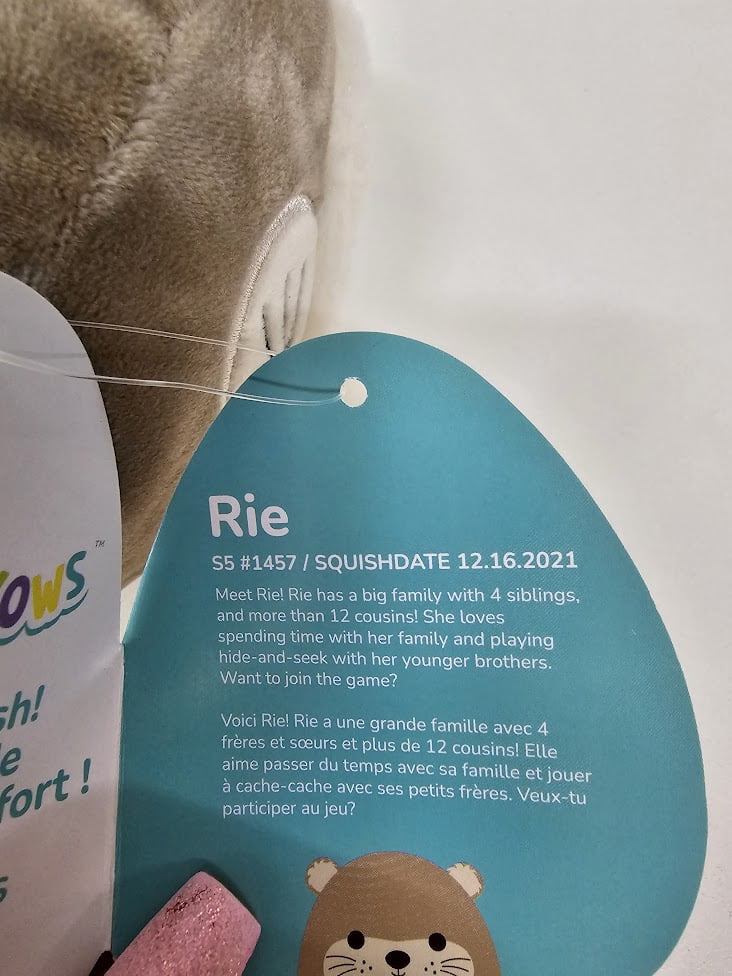 ows™
sh!
le
fort !
s
Rie
S5 #1457 / SQUISHDATE 12.16.2021
Meet Rie! Rie has a big family with 4 siblings,
and more than 12 cousins! She loves
spending time with her family and playing
hide-and-seek with her younger brothers.
Want to join the game?
Voici Rie! Rie a une grande famille avec 4
frères et sœurs et plus de 12 cousins! Elle
aime passer du temps avec sa famille et jouer
à cache-cache avec ses petits frères. Veux-tu
participer au jeu?